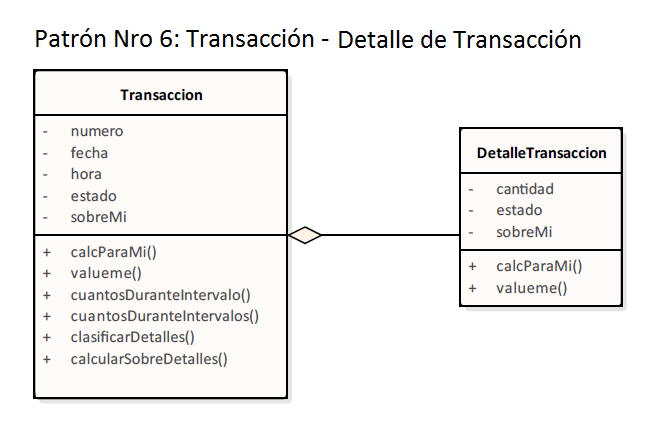 Patrón Nro 6: Transacción - Detalle de Transacción
Transaccion
- numero
- fecha
- hora
- estado
- sobreMi
+ calcParaMi()
+ valueme()
+ cuantosDuranteIntervalo()
+ cuantosDuranteIntervalos()
+ clasificarDetalles()
+ calcularSobreDetalles()
DetalleTransaccion
- cantidad
- estado
- sobreMi
+ calcParaMi()
+ valueme()